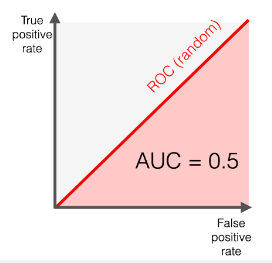 True
positive
rate
ROC (random)
AUC = 0.5
False
positive
rate